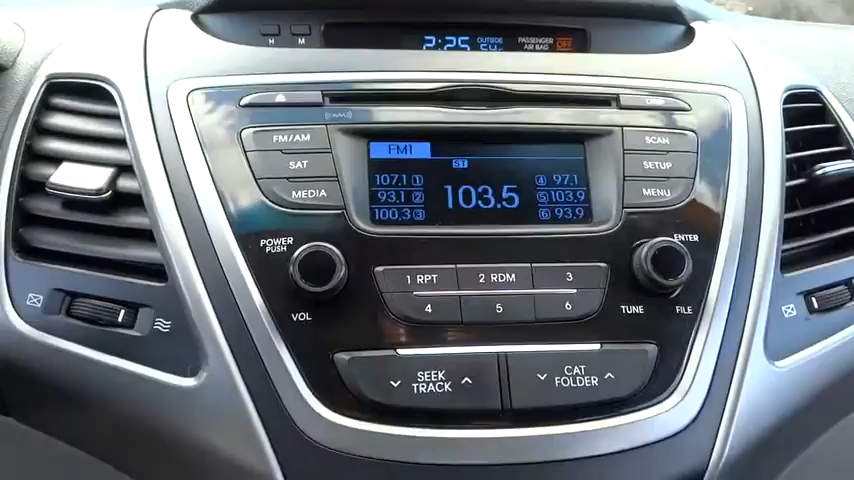 H M
2:25 OUTSIDE PASSENGER
AIR BAG OFF
((XM))
DISP
FM/AM
SAT
MEDIA
SCAN
SETUP
MENU
FM1
ST
107.1 1
93.1 2
100.3 3
103.5
4 97.1
5 103.9
6 93.9
POWER
PUSH
VOL
ENTER
TUNE
FILE
1 RPT 2 RDM 3
4 5 6
SEEK
TRACK
CAT
FOLDER